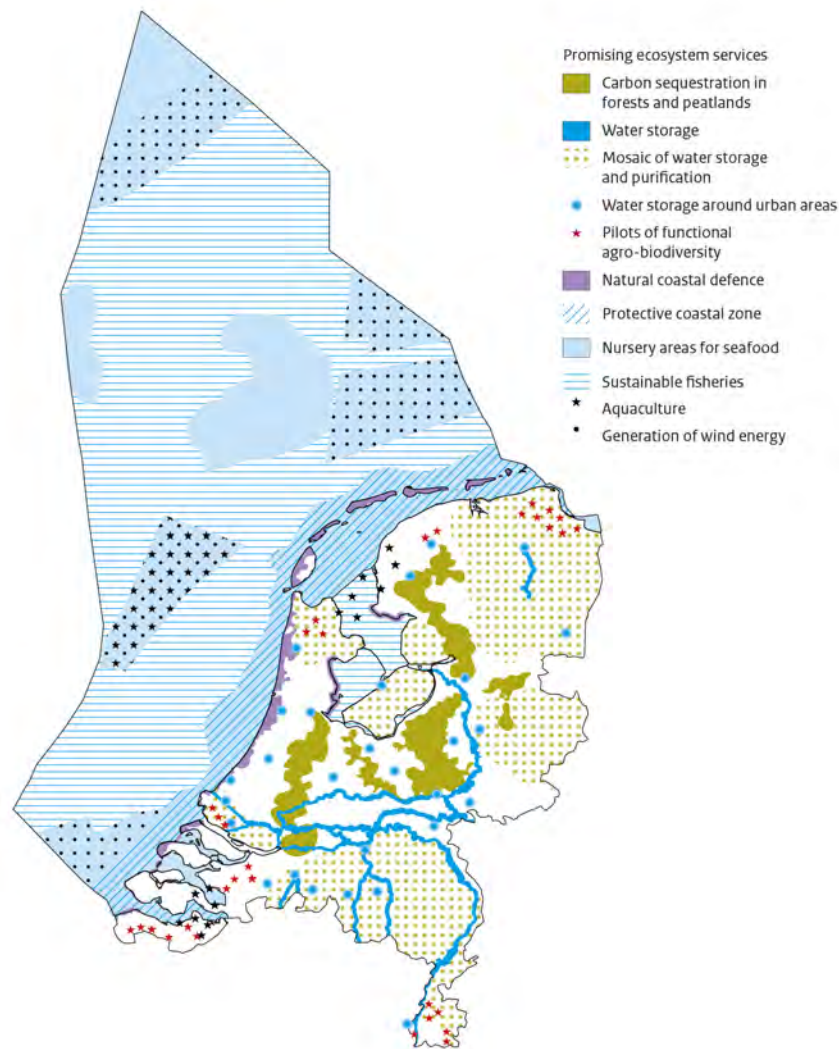 Promising ecosystem services
Carbon sequestration in
forests and peatlands
Water storage
Mosaic of water storage
and purification
Water storage around urban areas
Pilots of functional
agro-biodiversity
Natural coastal defence
Protective coastal zone
Nursery areas for seafood
Sustainable fisheries
Aquaculture
Generation of wind energy